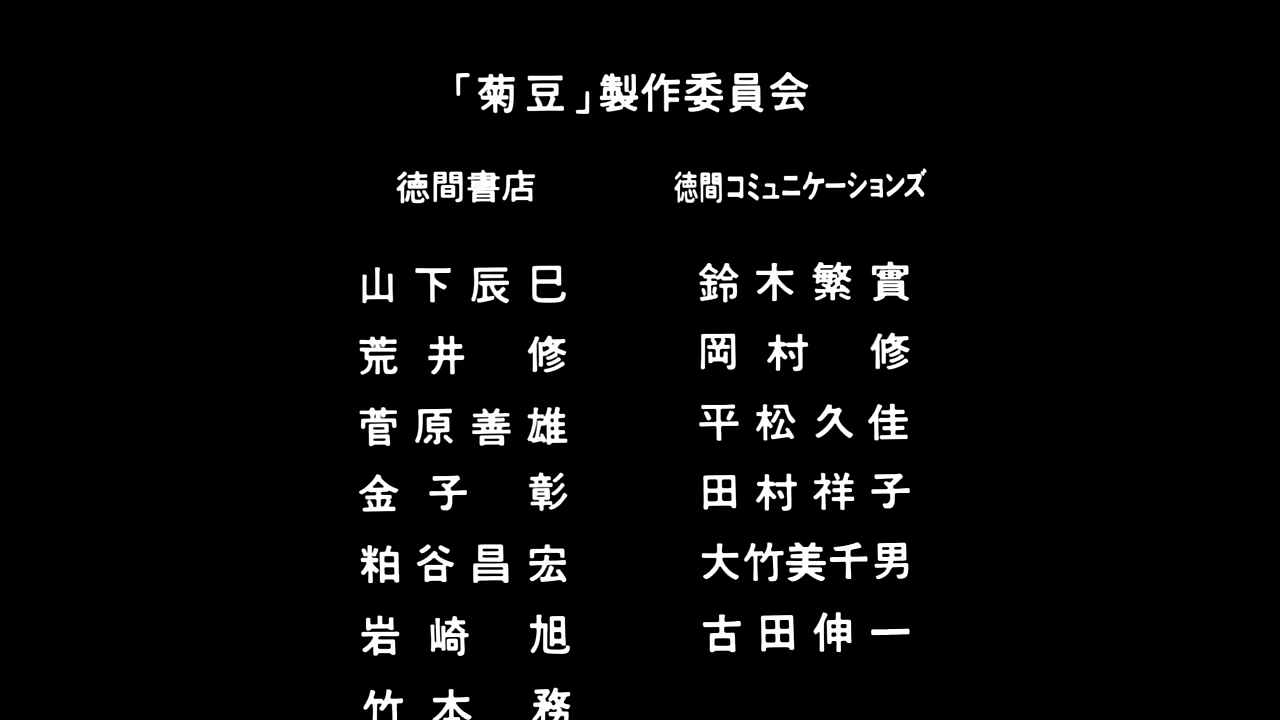 「菊豆」製作委員会
徳間書店
徳間コミュニケーションズ
山下辰巳
鈴木繁實
荒井 修
岡村 修
菅原善雄
平松久佳
金子 彰
田村祥子
粕谷昌宏
大竹美千男
岩崎 旭
古田伸一
竹本 務